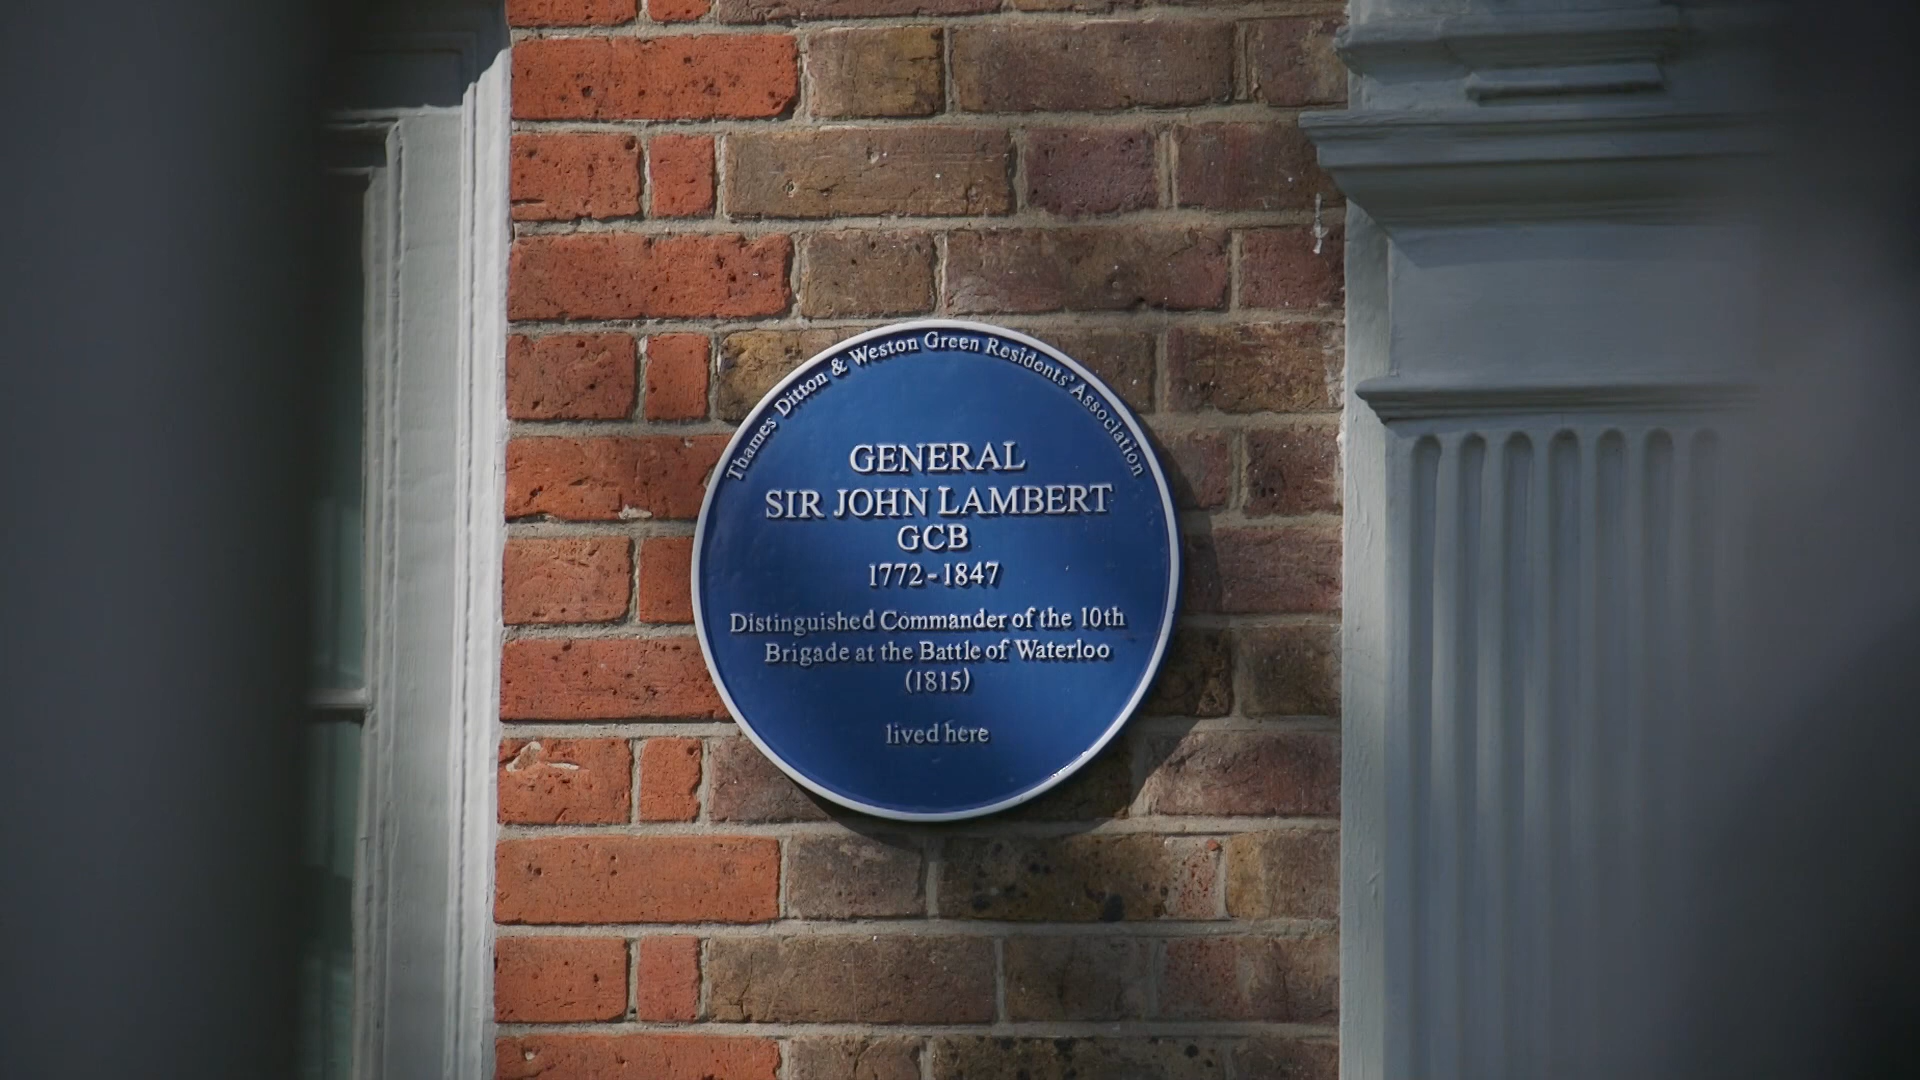 Thames Ditton & Weston Green Residents' Association
GENERAL
SIR JOHN LAMBERT
GCB
1772-1847
Distinguished Commander of the 10th
Brigade at the Battle of Waterloo
(1815)
lived here